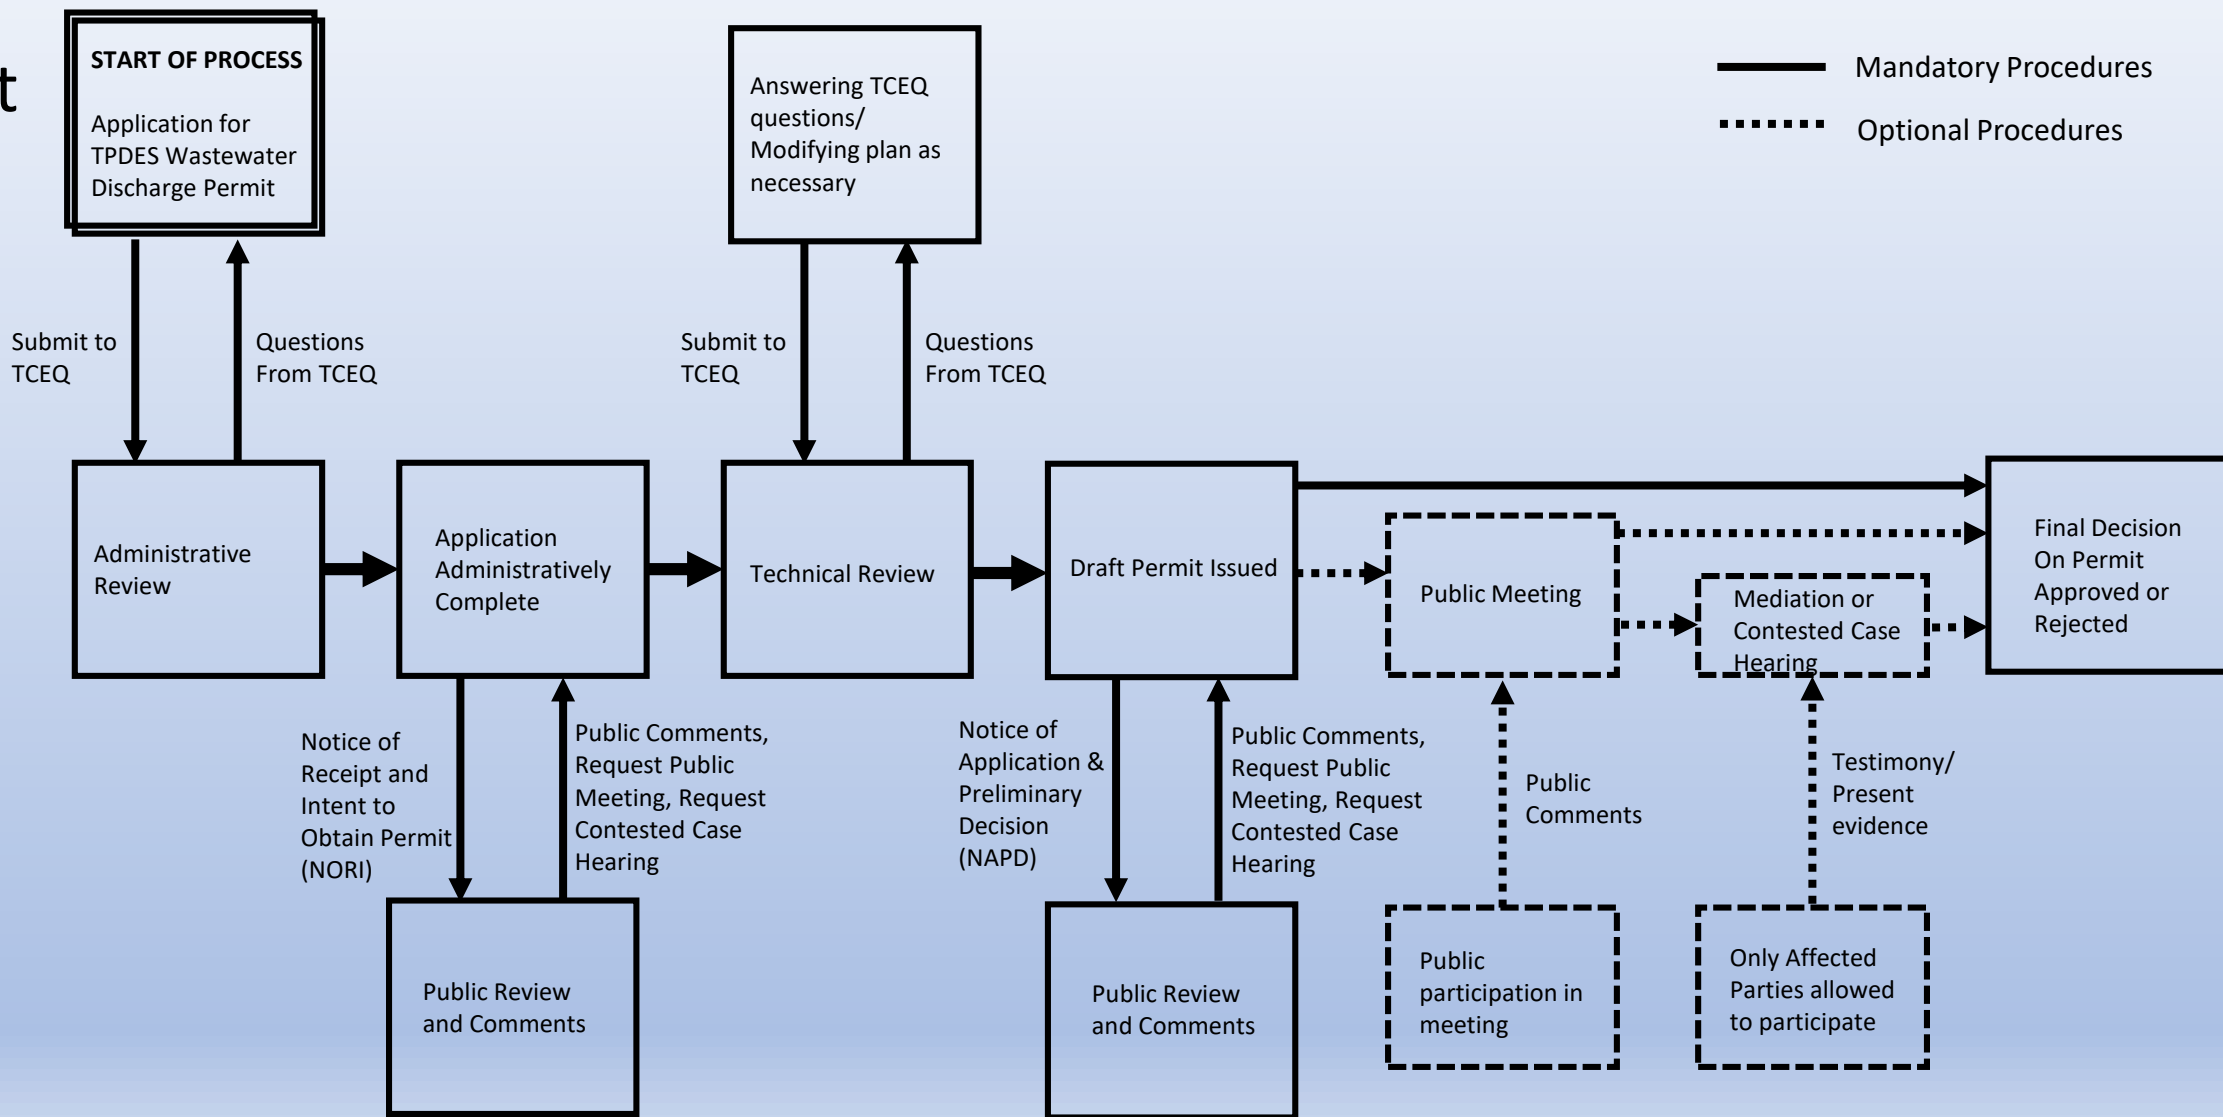 t
START OF PROCESS
Application for
TPDES Wastewater
Discharge Permit
Answering TCEQ
questions/
Modifying plan as
necessary
Mandatory Procedures
Optional Procedures
Submit to
TCEQ
Questions
From TCEQ
Submit to
TCEQ
Questions
From TCEQ
Administrative
Review
Application
Administratively
Complete
Technical Review
Draft Permit Issued
Public Meeting
Mediation or
Contested Case
Hearing
Final Decision
On Permit
Approved or
Rejected
Notice of
Receipt and
Intent to
Obtain Permit
(NORI)
Public Comments,
Request Public
Meeting, Request
Contested Case
Hearing
Notice of
Application &
Preliminary
Decision
(NAPD)
Public Comments,
Request Public
Meeting, Request
Contested Case
Hearing
Public
Comments
Testimony/
Present
evidence
Public Review
and Comments
Public Review
and Comments
Public
participation in
meeting
Only Affected
Parties allowed
to participate